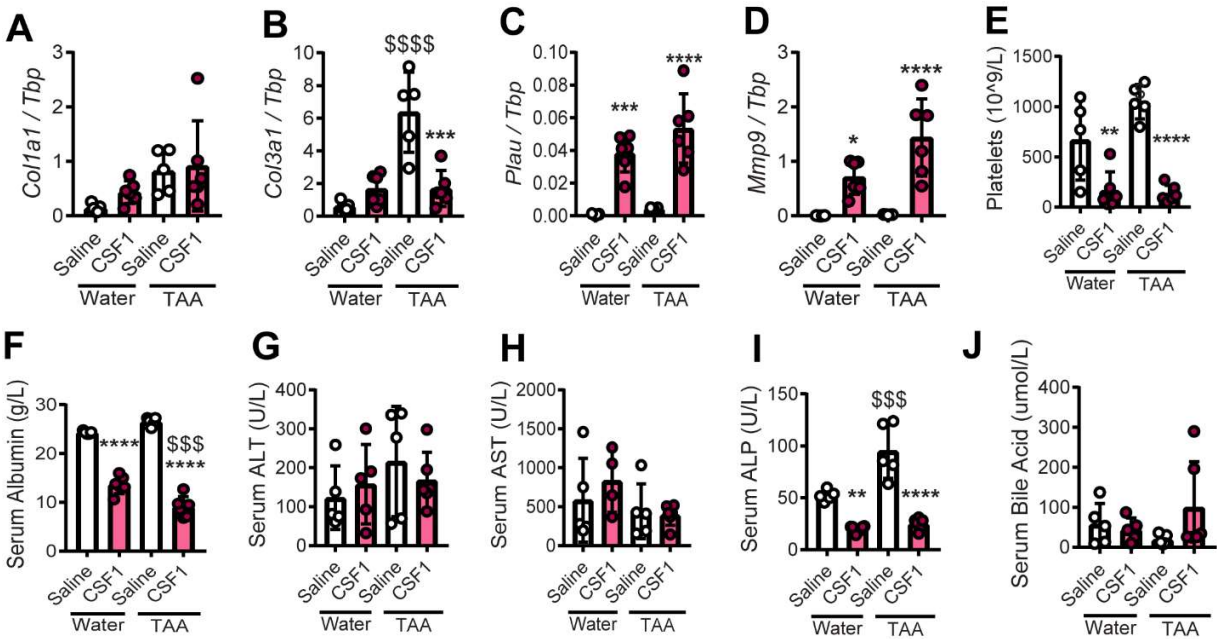 A
Col1a1 / Tbp
3
2
1
0
Saline
CSF1
Saline
CSF1
Water
TAA
B
Col3a1 / Tbp
10
8
6
4
2
0
$$$$
***
Saline
CSF1
Saline
CSF1
Water
TAA
C
Plau / Tbp
0.10
0.08
0.06
0.04
0.02
0.00
***
****
Saline
CSF1
Saline
CSF1
Water
TAA
D
Mmp9 / Tbp
3
2
1
0
*
****
Saline
CSF1
Saline
CSF1
Water
TAA
E
Platelets (10^9/L)
1500
1000
500
0
**
****
Saline
CSF1
Saline
CSF1
Water
TAA
F
Serum Albumin (g/L)
30
20
10
0
****
$$$
****
Saline
CSF1
Saline
CSF1
Water
TAA
G
Serum ALT (U/L)
400
300
200
100
0
Saline
CSF1
Saline
CSF1
Water
TAA
H
Serum AST (U/L)
2000
1500
1000
500
0
Saline
CSF1
Saline
CSF1
Water
TAA
I
Serum ALP (U/L)
150
100
50
0
**
$$$
****
Saline
CSF1
Saline
CSF1
Water
TAA
J
Serum Bile Acid (umol/L)
400
300
200
100
0
Saline
CSF1
Saline
CSF1
Water
TAA